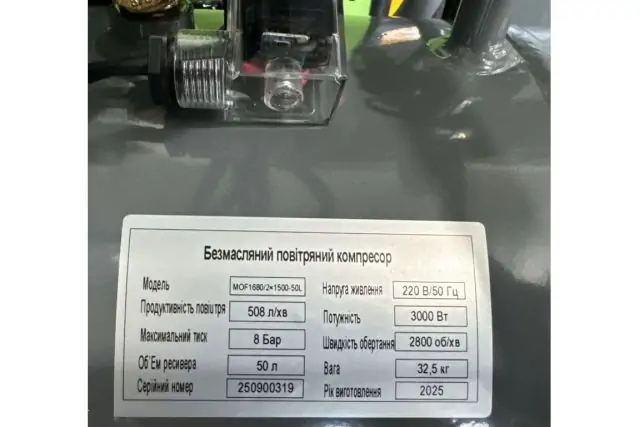 Безмасляний повітряний компресор
Модель MOF1680/2×1500-50L
Продуктивність повітря 508 л/хв
Максимальний тиск 8 Бар
Об'Ем ресивера 50 л
Серійний номер 250900319
Напруга живлення 220 В/50 Гц
Потужність 3000 Вт
Швидкість обертання 2800 об/хв
Вага 32,5 кг
Рік виготовлення 2025